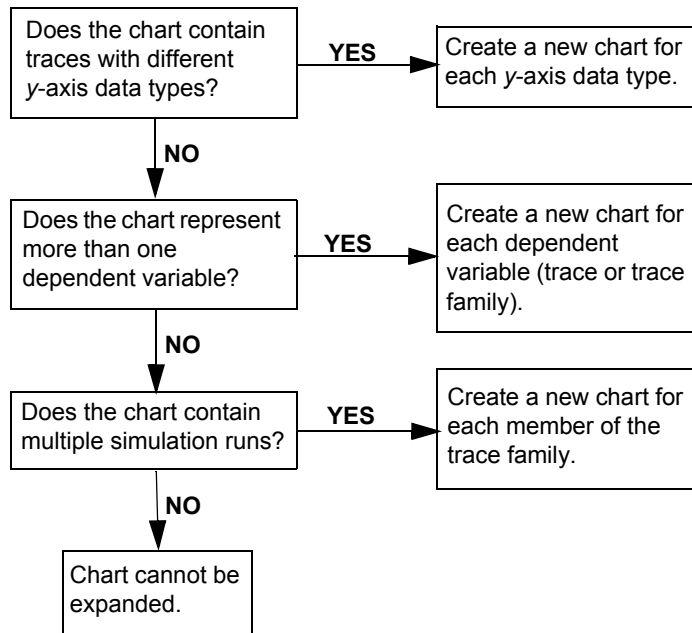 Does the chart contain
traces with different
y-axis data types?
YES
Create a new chart for
each y-axis data type.
NO
Does the chart represent
more than one
dependent variable?
YES
Create a new chart for
each dependent
variable (trace or trace
family).
NO
Does the chart contain
multiple simulation runs?
YES
Create a new chart for
each member of the
trace family.
NO
Chart cannot be
expanded.